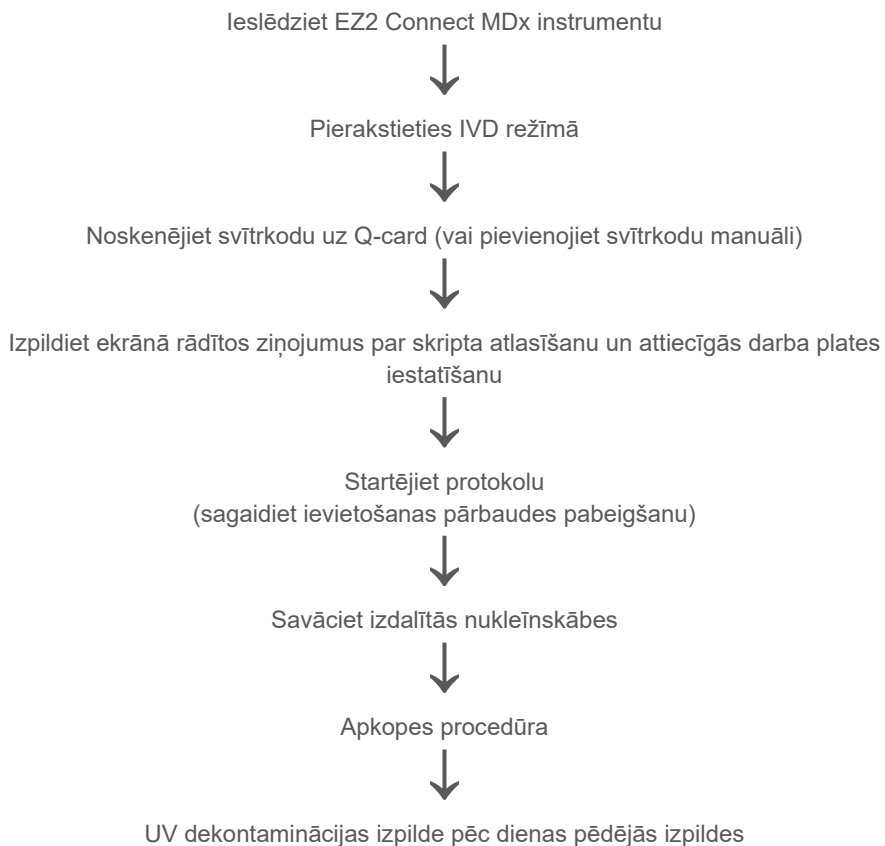 Ieslēdziet EZ2 Connect MDx instrumentu
Pierakstieties IVD režīmā
Noskenējiet svītrkodu uz Q-card (vai pievienojiet svītrkodu manuāli)
Izpildiet ekrānā rādītos ziņojumus par skripta atlasīšanu un attiecīgās darba plates
iestatīšanu
Startējiet protokolu
(sagaidiet ievietošanas pārbaudes pabeigšanu)
Savāciet izdalītās nukleīnskābes
Apkopes procedūra
UV dekontaminācijas izpilde pēc dienas pēdējās izpildes